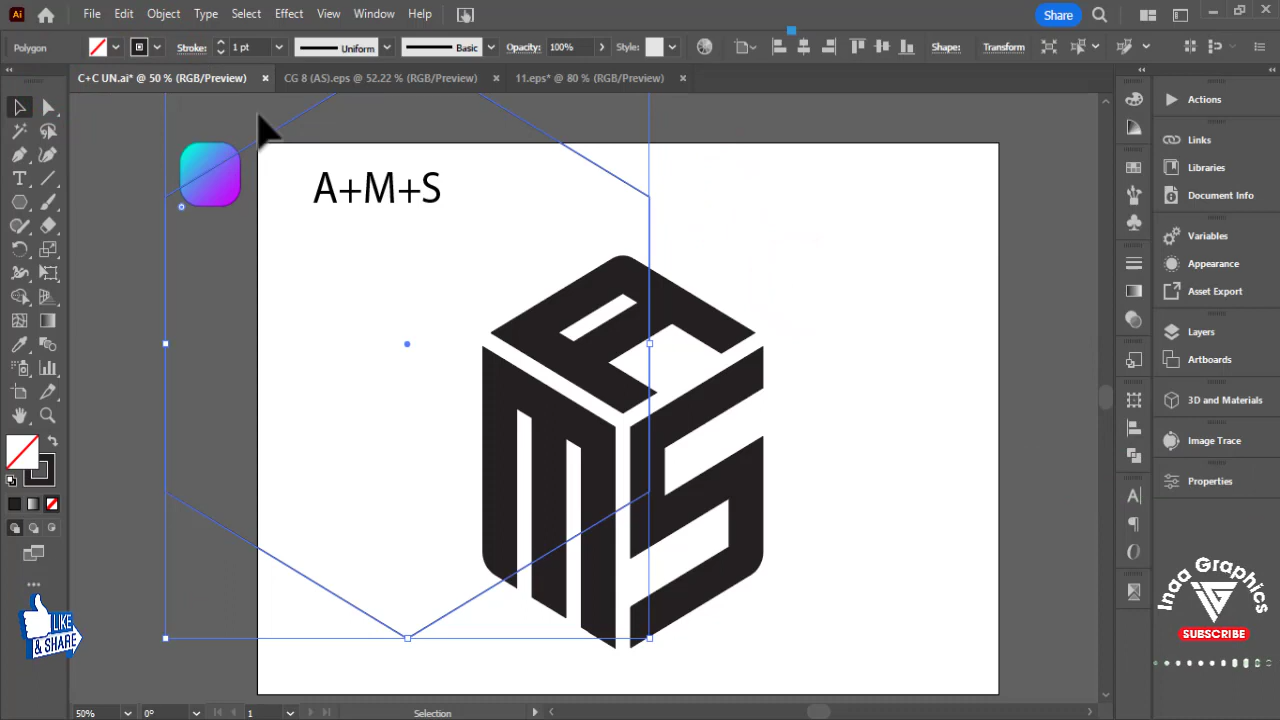 Ai File Edit Object Type Select Effect View Window Help Share
Polygon Stroke: 1 pt Uniform Basic Opacity: 100% Style: Shape: Transform
C+C UN.ai* @ 50 % (RGB/Preview) × CG 8 (AS).eps @ 52.22 % (RGB/Preview) × 11.eps* @ 80 % (RGB/Preview) ×
Actions
Links
Libraries
Document Info
Variables
Appearance
Asset Export
Layers
Artboards
3D and Materials
Image Trace
Properties
A+M+S
A
M S
LIKE
& SHARE
Inaa Graphics
SUBSCRIBE
50% 0° 1 Selection